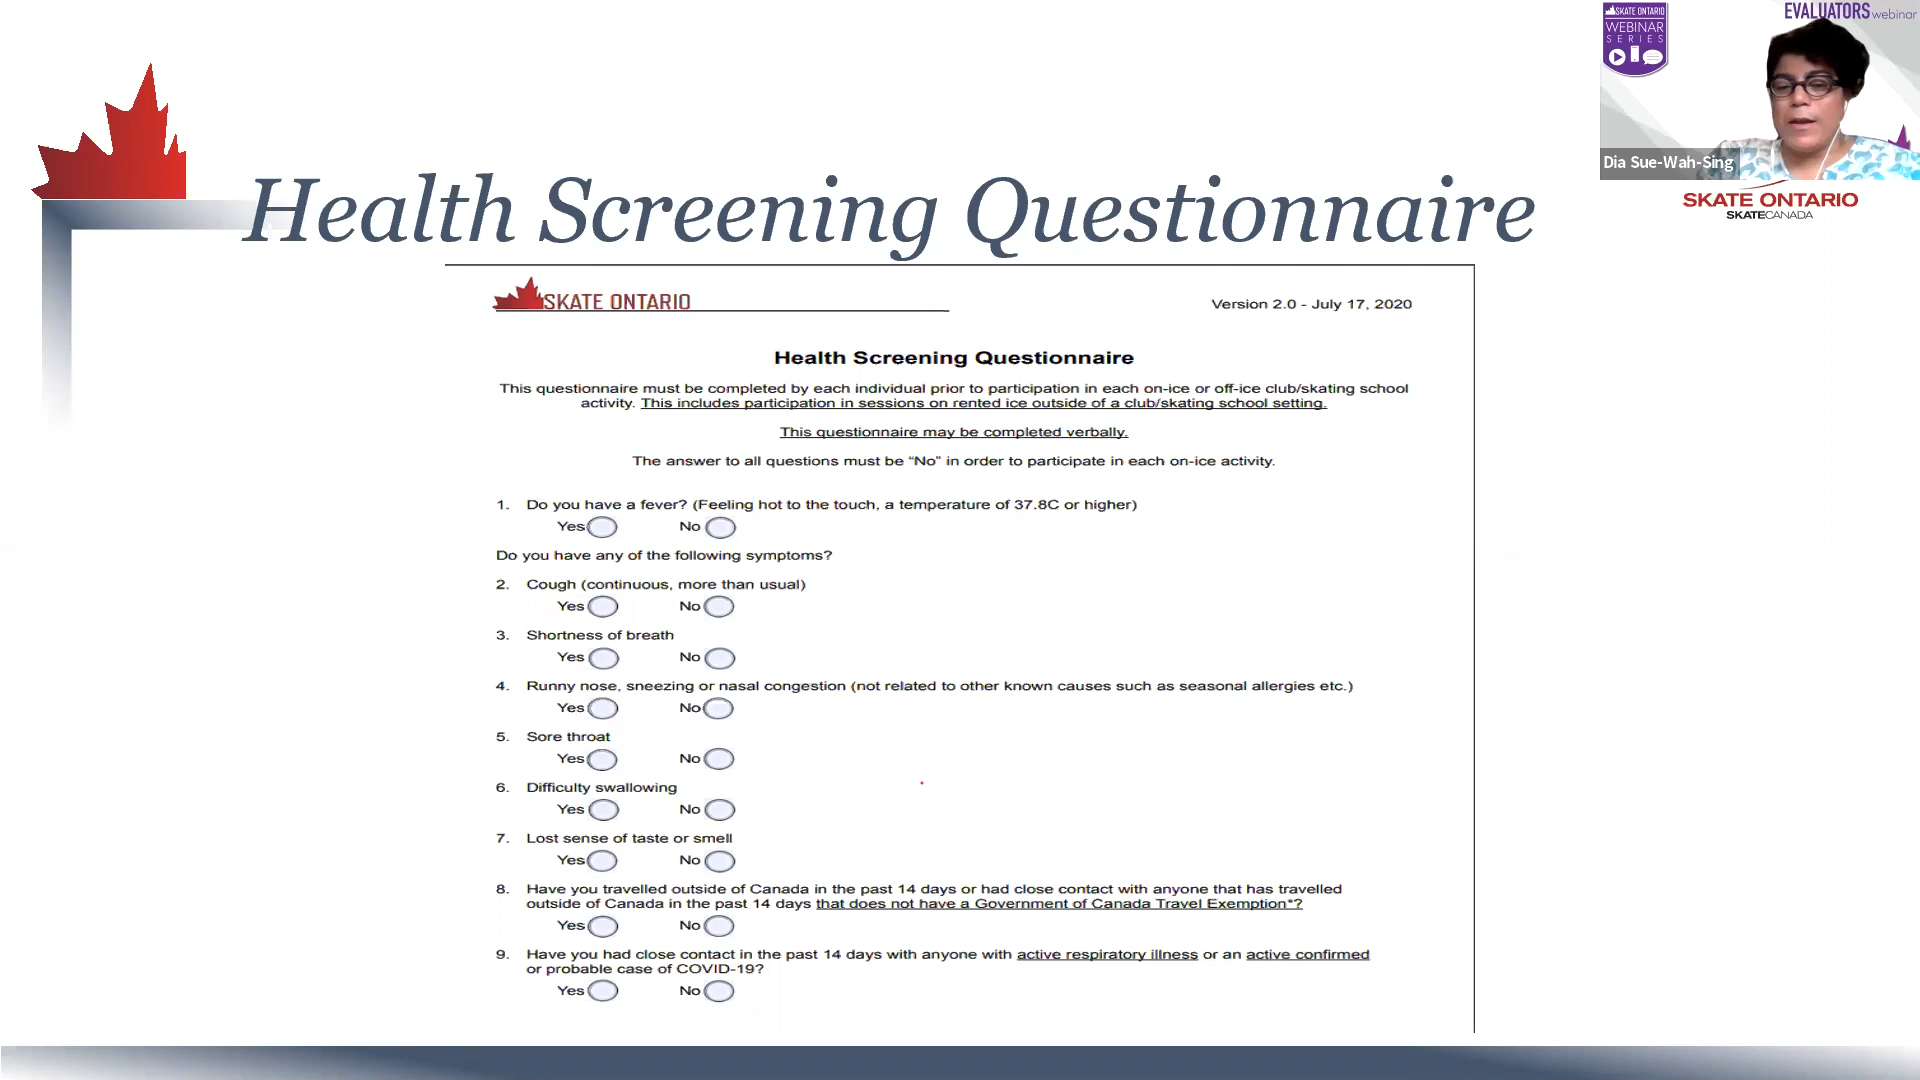 SKATE ONTARIO
WEBINAR
SERIES
EVALUATORS webinar
Dia Sue-Wah-Sing
SKATE ONTARIO
SKATECANADA
Health Screening Questionnaire
SKATE ONTARIO
Version 2.0 - July 17, 2020
Health Screening Questionnaire
This questionnaire must be completed by each individual prior to participation in each on-ice or off-ice club/skating school
activity. This includes participation in sessions on rented ice outside of a club/skating school setting.
This questionnaire may be completed verbally.
The answer to all questions must be “No” in order to participate in each on-ice activity.
1. Do you have a fever? (Feeling hot to the touch, a temperature of 37.8C or higher)
Yes No
Do you have any of the following symptoms?
2. Cough (continuous, more than usual)
Yes No
3. Shortness of breath
Yes No
4. Runny nose, sneezing or nasal congestion (not related to other known causes such as seasonal allergies etc.)
Yes No
5. Sore throat
Yes No
6. Difficulty swallowing
Yes No
7. Lost sense of taste or smell
Yes No
8. Have you travelled outside of Canada in the past 14 days or had close contact with anyone that has travelled
outside of Canada in the past 14 days that does not have a Government of Canada Travel Exemption*?
Yes No
9. Have you had close contact in the past 14 days with anyone with active respiratory illness or an active confirmed
or probable case of COVID-19?
Yes No